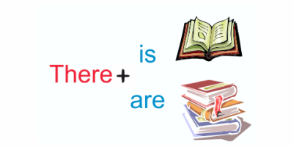 is
There +
are